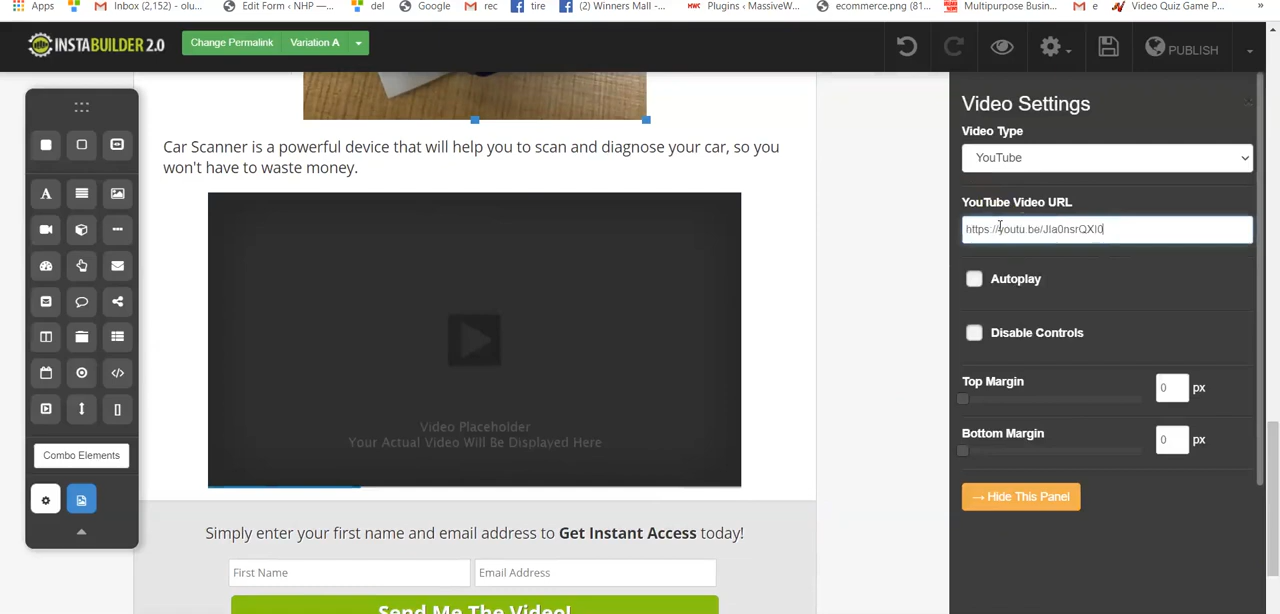 Apps Inbox (2,152) - olu... Edit Form ‹ NHP —... del Google rec tire (2) Winners Mall -... Plugins ‹ MassiveW... ecommerce.png (81... Multipurpose Busin... e Video Quiz Game P... »
INSTABUILDER 2.0 Change Permalink Variation A PUBLISH
Video Settings
Video Type
YouTube
Car Scanner is a powerful device that will help you to scan and diagnose your car, so you
won't have to waste money.
YouTube Video URL
https://youtu.be/JIa0nsrQXI0
Autoplay
Disable Controls
Top Margin
0 px
Bottom Margin
0 px
→ Hide This Panel
Video Placeholder
Your Actual Video Will Be Displayed Here
Combo Elements
Simply enter your first name and email address to Get Instant Access today!
First Name Email Address
Send Me The Video!